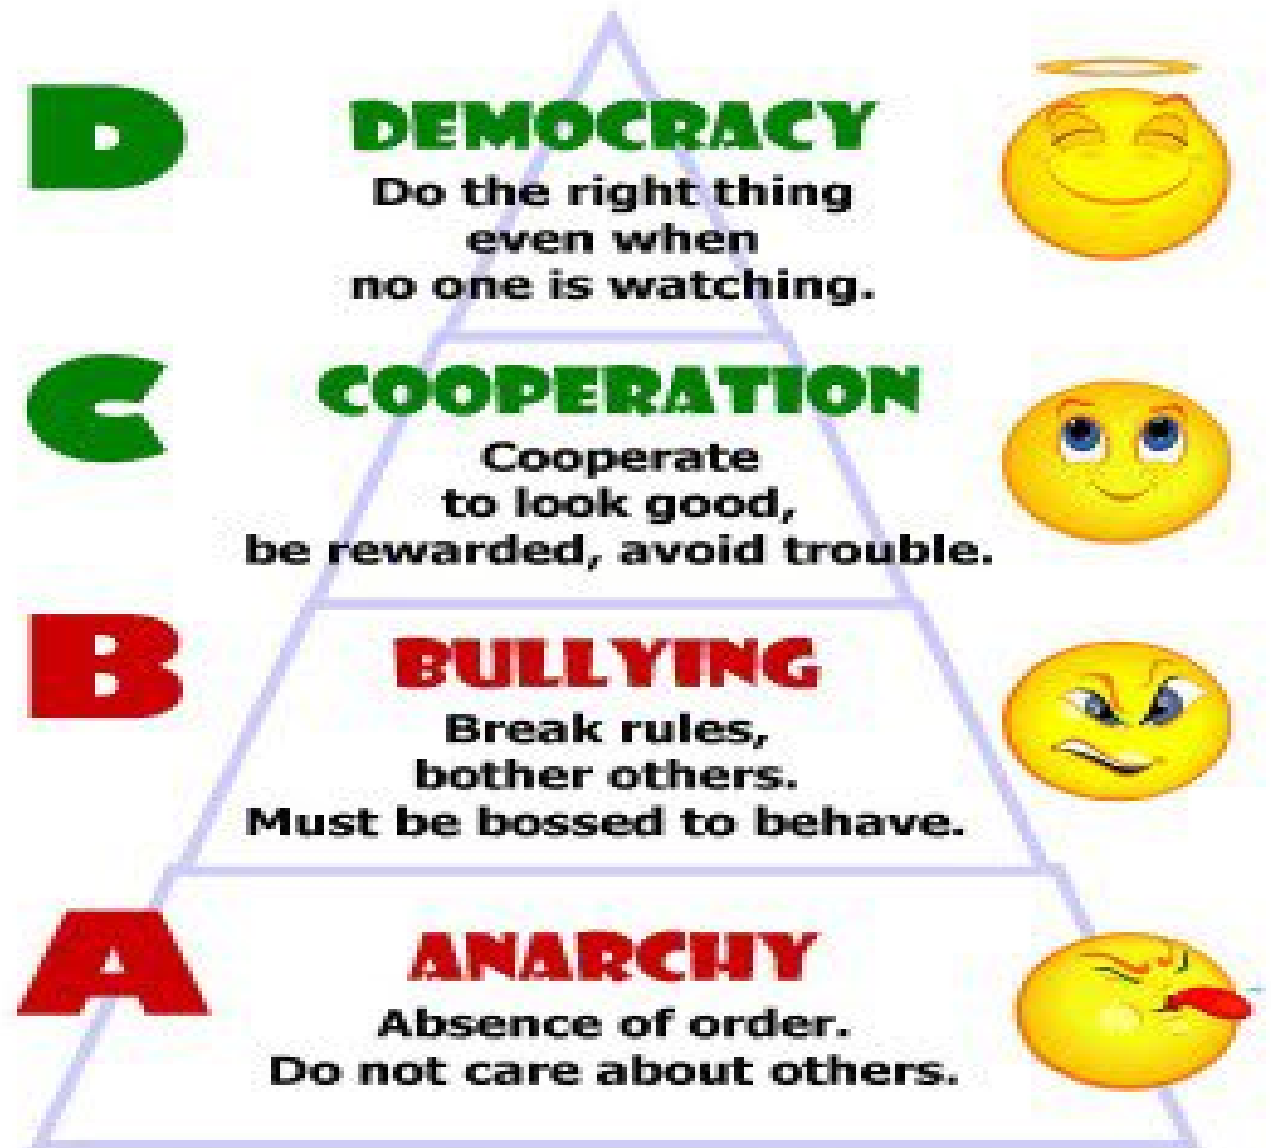 D
DEMOCRACY
Do the right thing
even when
no one is watching.
C
COOPERATION
Cooperate
to look good,
be rewarded, avoid trouble.
B
BULLYING
Break rules,
bother others.
Must be bossed to behave.
A
ANARCHY
Absence of order.
Do not care about others.